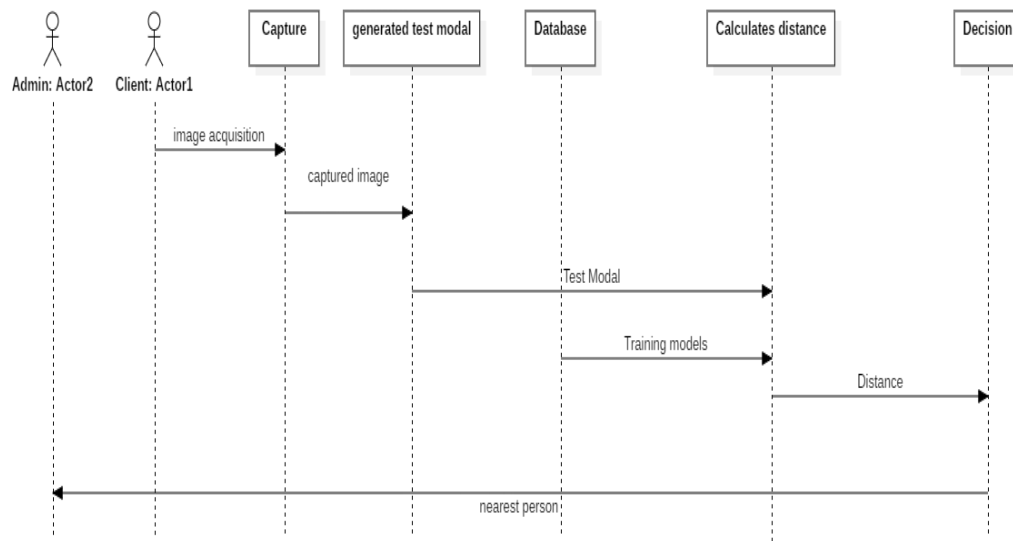 Capture
generated test modal
Database
Calculates distance
Decision
Admin: Actor2
Client: Actor1
image acquisition
captured image
Test Modal
Training models
Distance
nearest person